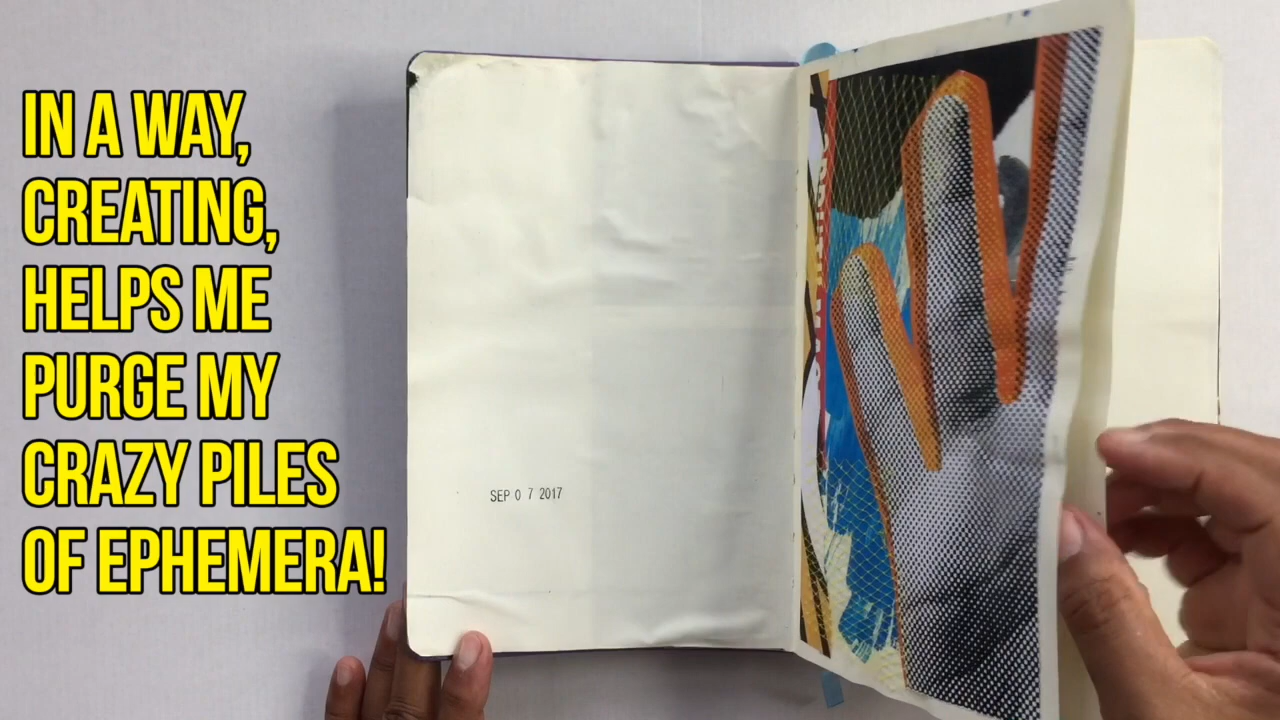 IN A WAY,
CREATING,
HELPS ME
PURGE MY
CRAZY PILES
OF EPHEMERA!
SEP 0 7 2017